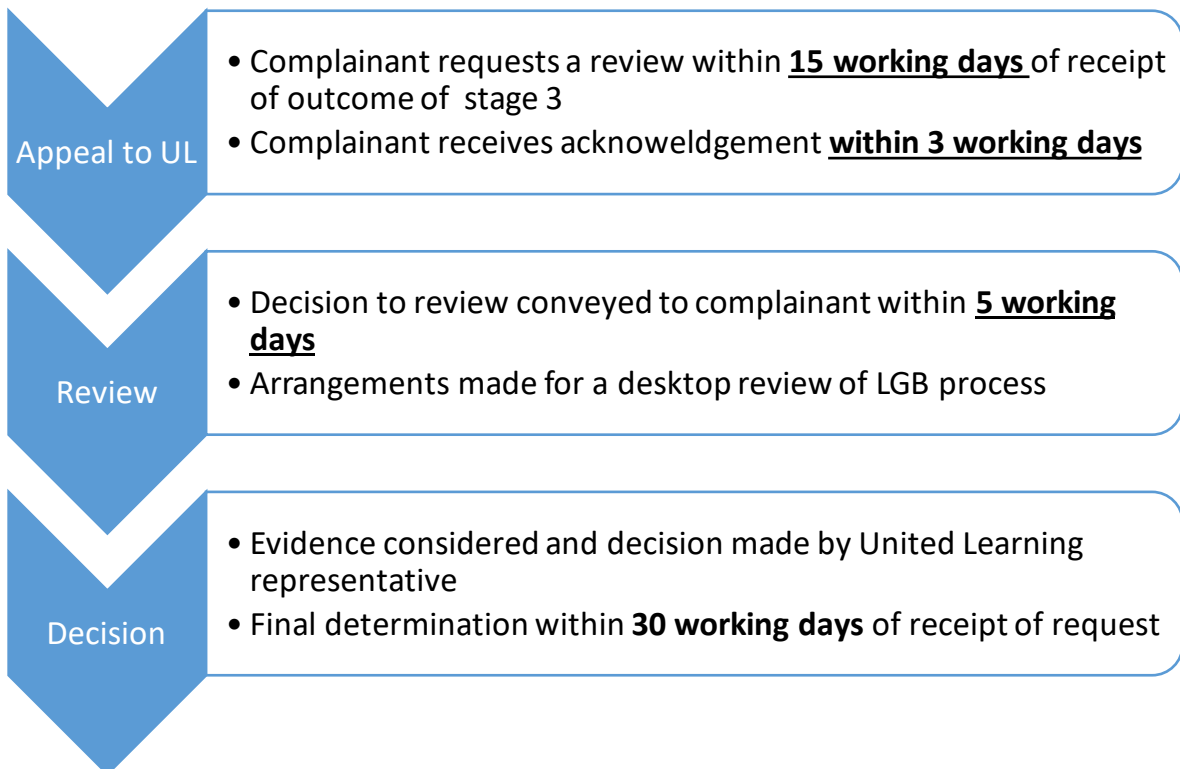 Appeal to UL
• Complainant requests a review within 15 working days of receipt
of outcome of stage 3
• Complainant receives acknoweldgement within 3 working days
Review
• Decision to review conveyed to complainant within 5 working
days
• Arrangements made for a desktop review of LGB process
Decision
• Evidence considered and decision made by United Learning
representative
• Final determination within 30 working days of receipt of request